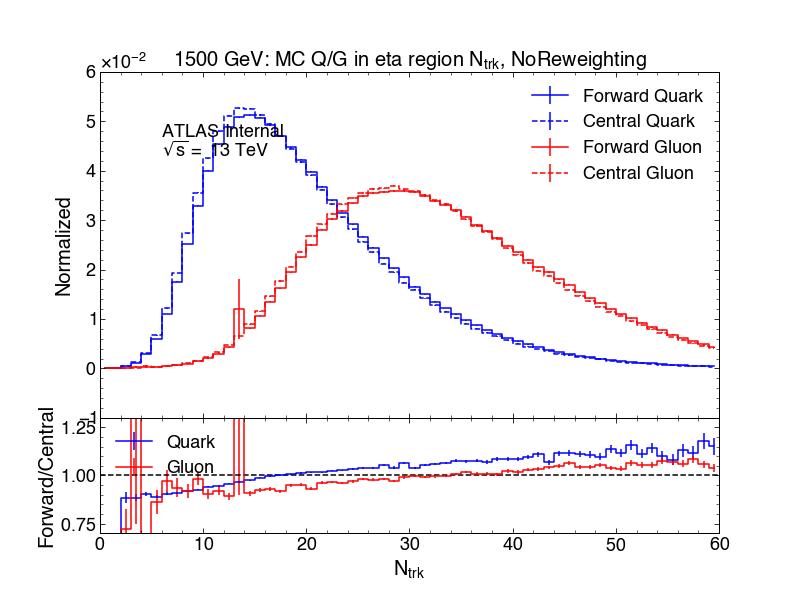 ×10⁻² 1500 GeV: MC Q/G in eta region Ntrk, NoReweighting
6
5
4
3
2
1
0
−1
Normalized
ATLAS Internal
√s = 13 TeV
Forward Quark
Central Quark
Forward Gluon
Central Gluon
1.25
1.00
0.75
Forward/Central
Quark
Gluon
0 10 20 30 40 50 60
Ntrk